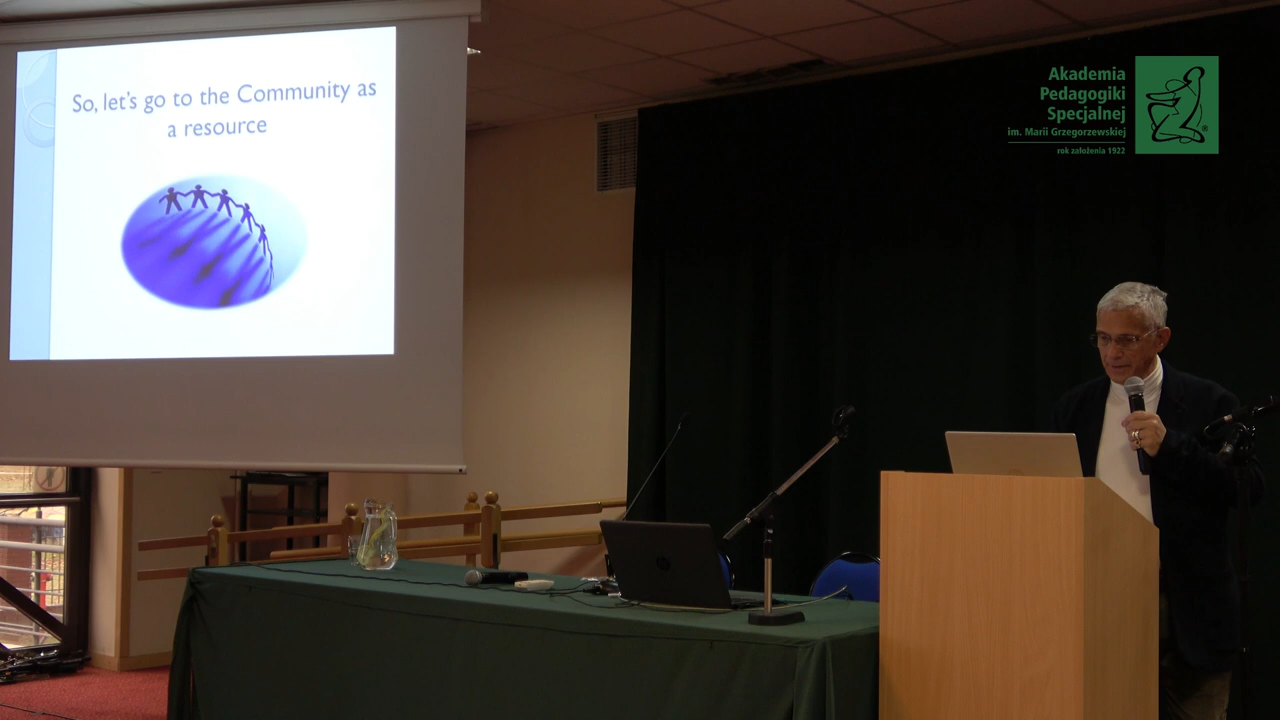 So, let's go to the Community as
a resource
Akademia
Pedagogiki
Specjalnej
im. Marii Grzegorzewskiej
rok założenia 1922